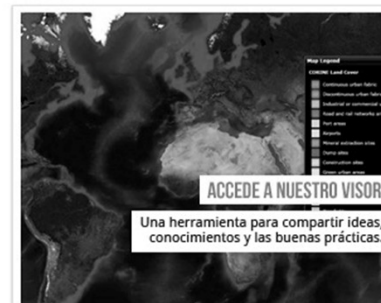 Map Legend
CORINE Land Cover
Continuous urban fabric
Discontinuous urban fabric
Industrial or commercial
Road and rail networks an
Port areas
Airports
Mineral extraction sites
Dump sites
Construction sites
Green urban areas
ACCEDE A NUESTRO VISOR
Una herramienta para compartir ideas,
conocimientos y las buenas prácticas.